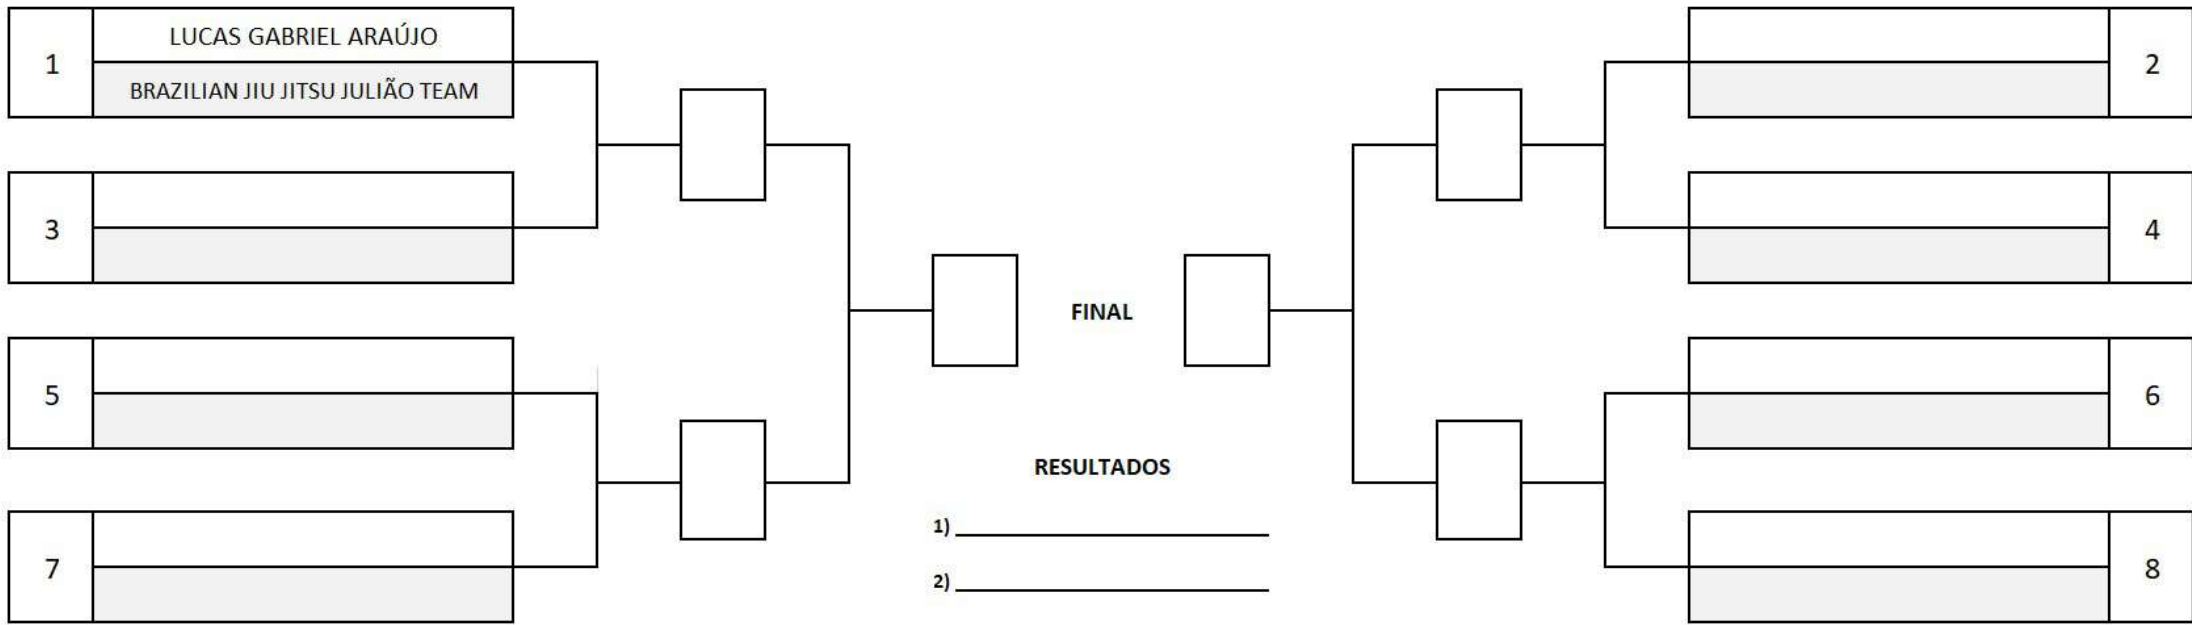 1
LUCAS GABRIEL ARAÚJO
BRAZILIAN JIU JITSU JULIÃO TEAM
2
3
4
FINAL
5
6
RESULTADOS
1)
2)
7
8